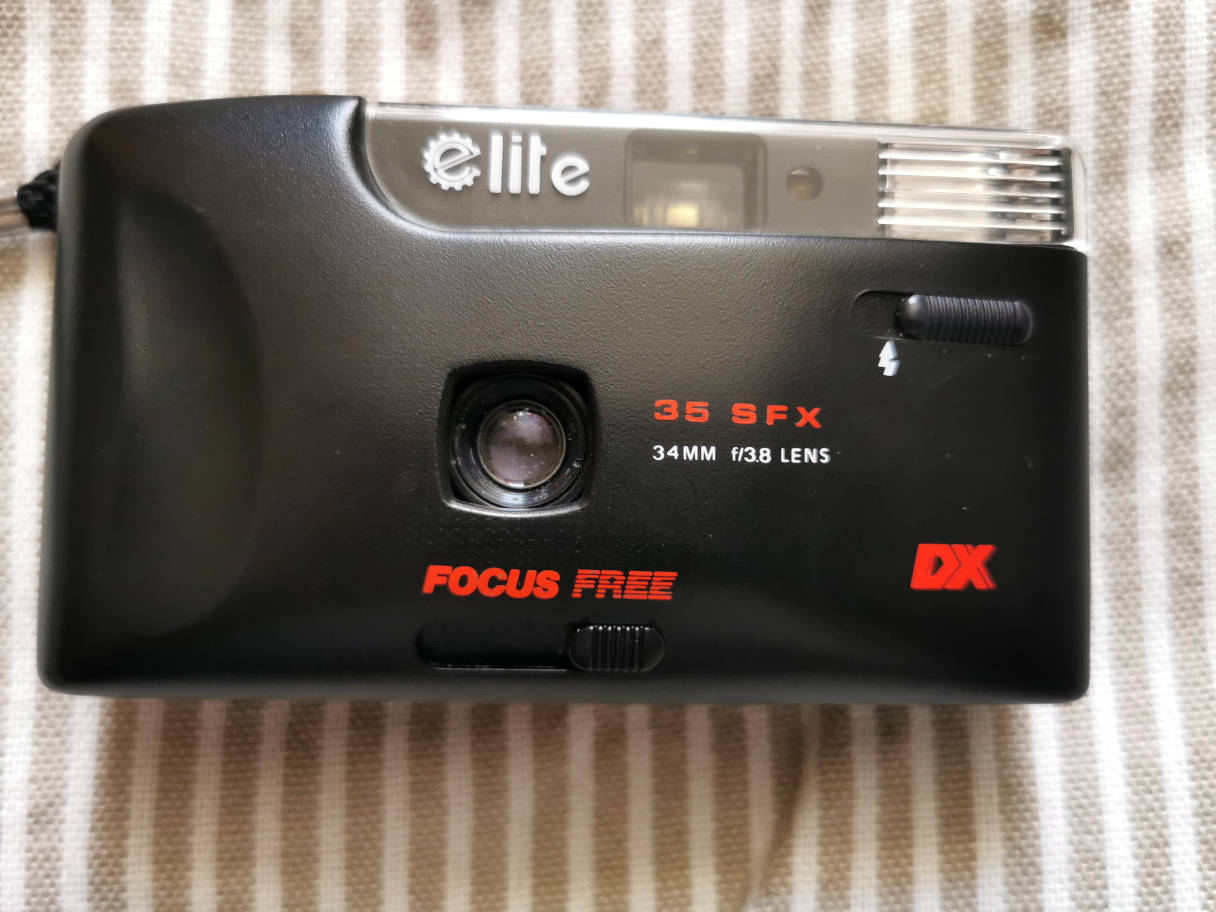 elite
35 SFX
34MM f/3.8 LENS
FOCUS FREE
DX